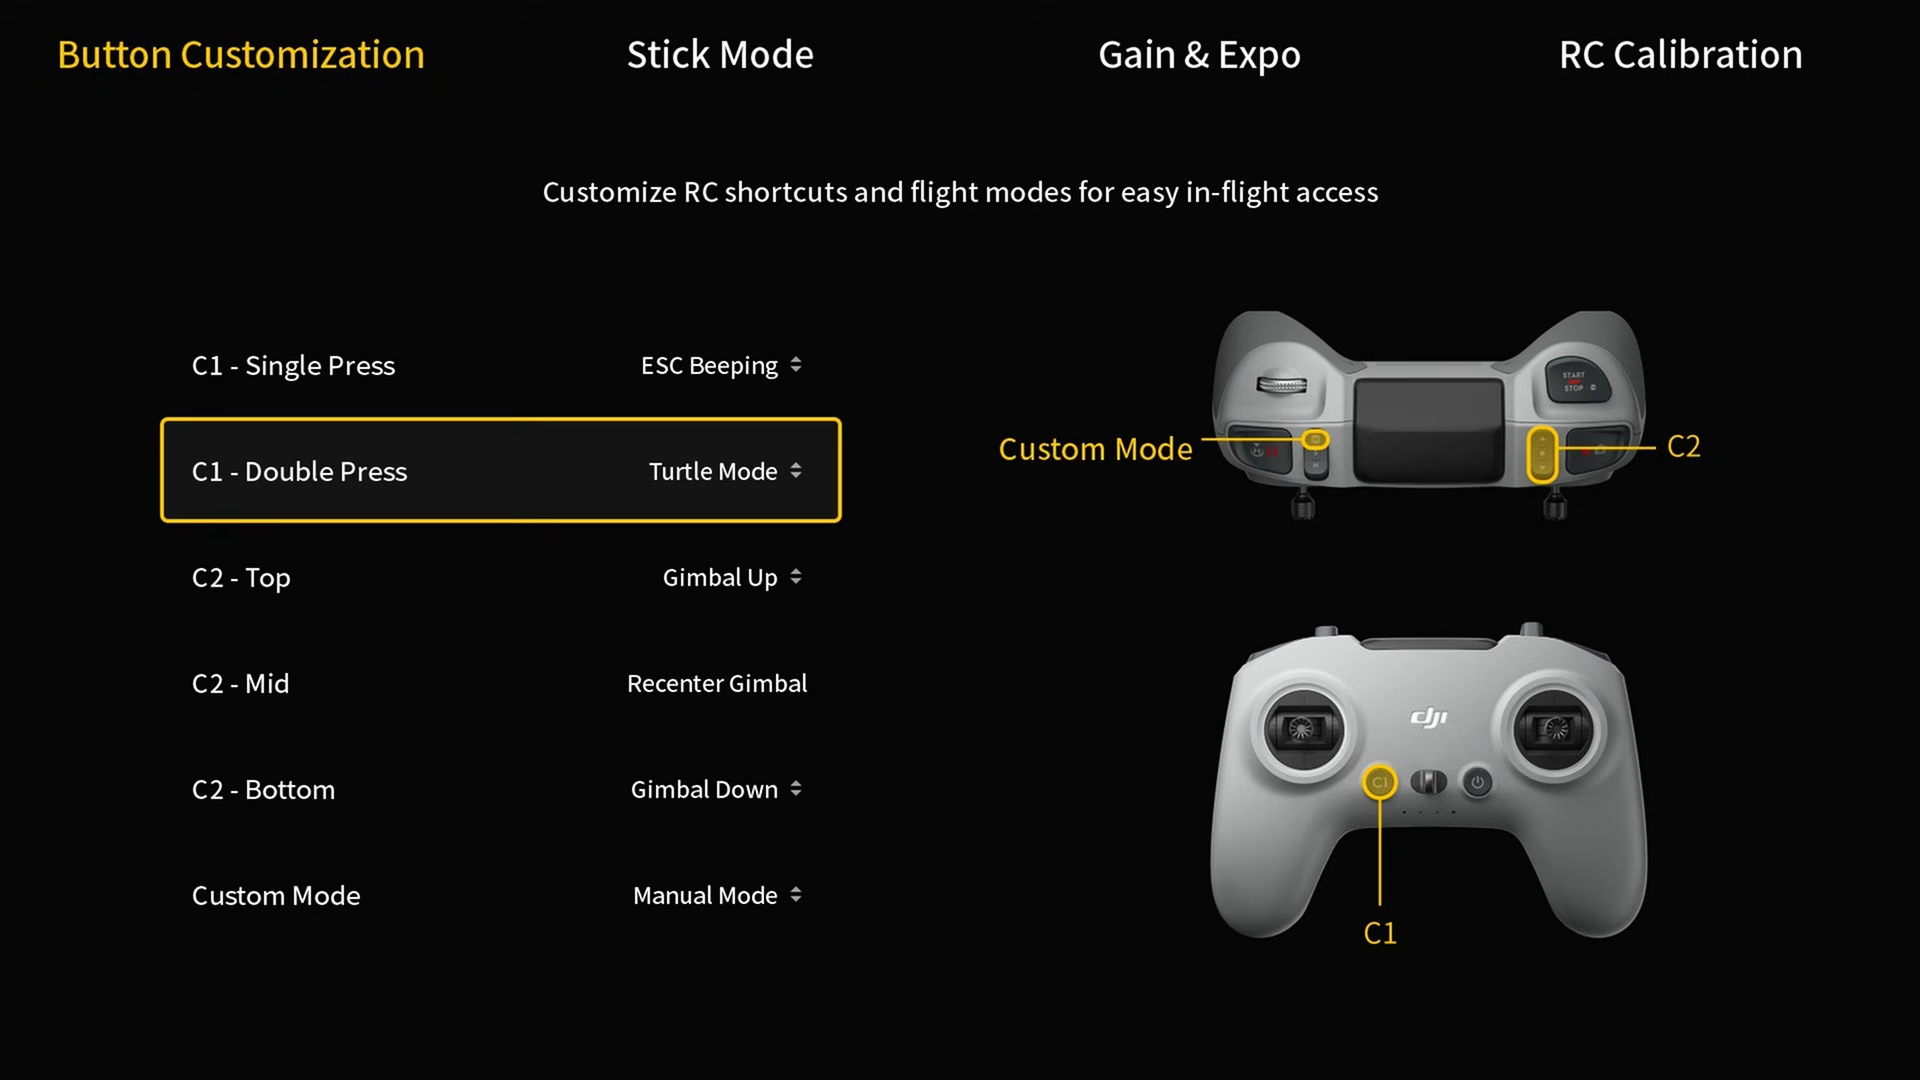 Button Customization
Stick Mode
Gain & Expo
RC Calibration
Customize RC shortcuts and flight modes for easy in-flight access
C1 - Single Press
ESC Beeping
C1 - Double Press
Turtle Mode
C2 - Top
Gimbal Up
C2 - Mid
Recenter Gimbal
C2 - Bottom
Gimbal Down
Custom Mode
Manual Mode
START
STOP
Custom Mode
N
C2
dji
C1
C1